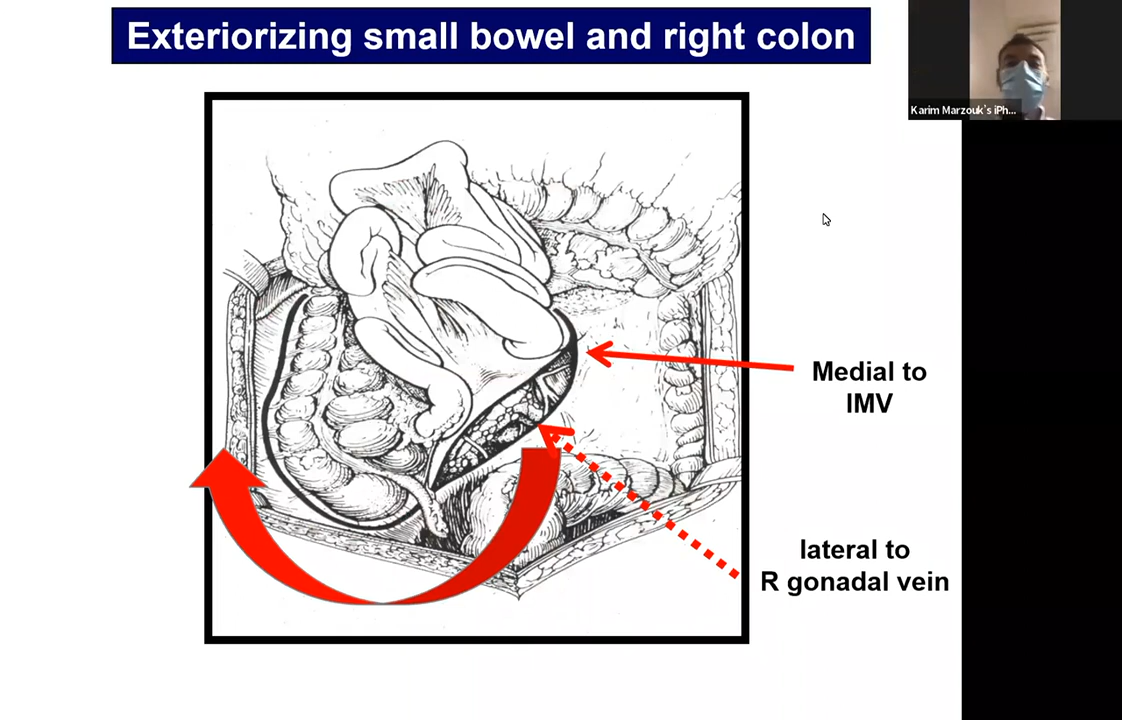 Exteriorizing small bowel and right colon
Karim Marzouk's iPh...
Medial to
IMV
lateral to
R gonadal vein